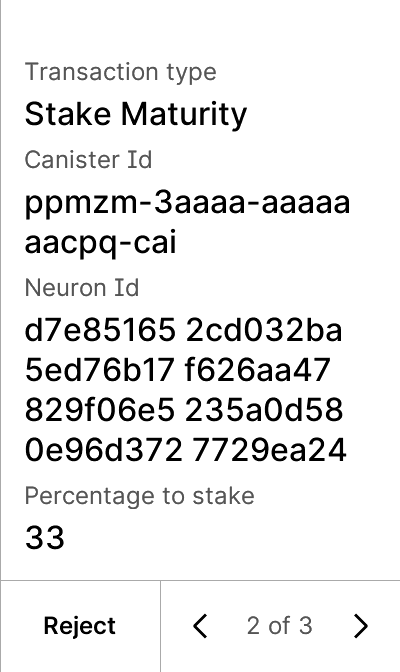 Transaction type
Stake Maturity
Canister Id
ppmzm-3aaaa-aaaaa
aacpq-cai
Neuron Id
d7e85165 2cd032ba
5ed76b17 f626aa47
829f06e5 235a0d58
0e96d372 7729ea24
Percentage to stake
33
Reject
2 of 3